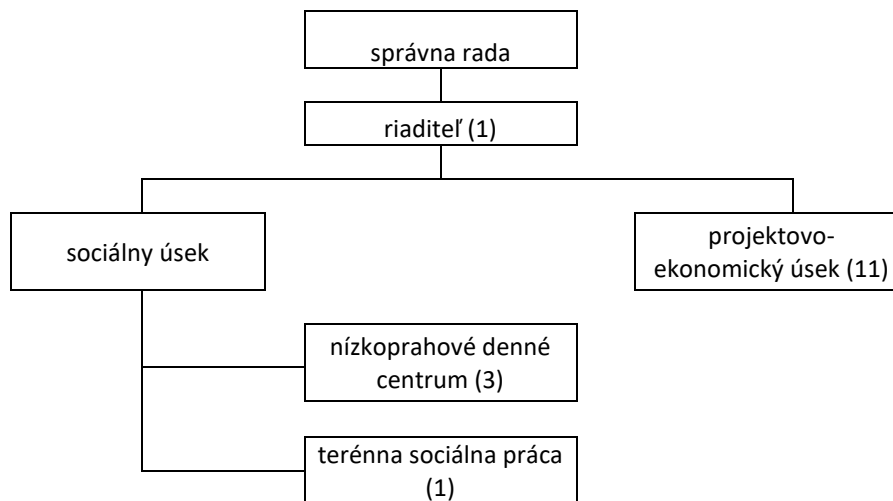 správna rada
riaditeľ (1)
sociálny úsek
projektovo-
ekonomický úsek (11)
nízkoprahové denné
centrum (3)
terénna sociálna práca
(1)